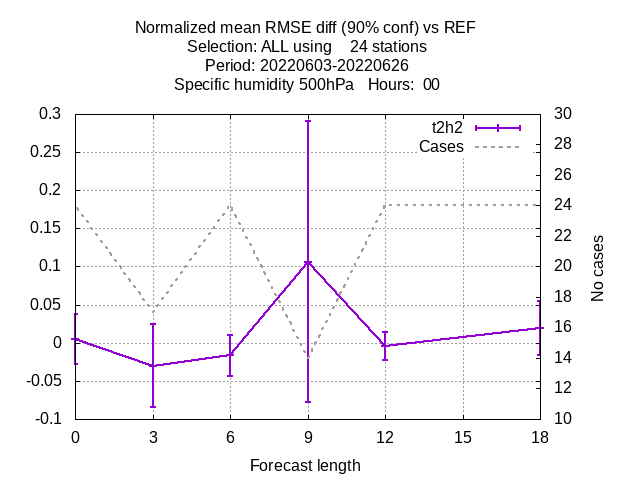 Normalized mean RMSE diff (90% conf) vs REF
Selection: ALL using    24 stations
Period: 20220603-20220626
Specific humidity 500hPa   Hours:  00
0.3
0.25
0.2
0.15
0.1
0.05
0
-0.05
-0.1
t2h2
Cases
30
28
26
24
22
20
18
16
14
12
10
No cases
0 3 6 9 12 15 18
Forecast length